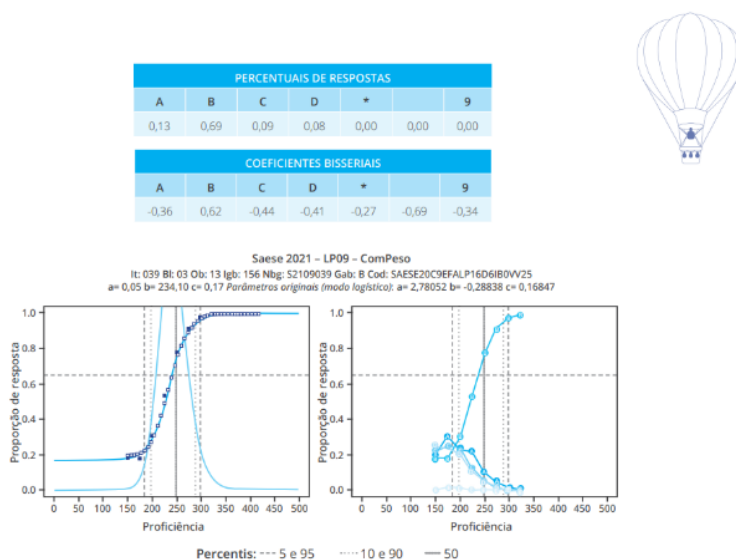 PERCENTUAIS DE RESPOSTAS
A B C D * 9
0,13 0,69 0,09 0,08 0,00 0,00 0,00
COEFICIENTES BISSERIAIS
A B C D * 9
-0,36 0,62 -0,44 -0,41 -0,27 -0,69 -0,34
Saese 2021 – LP09 – ComPeso
It: 039 Bl: 03 Ob: 13 Igb: 156 Nbg: S2109039 Gab: B Cod: SAESE20C9EFALP16D6IB0VV25
a= 0,05 b= 234,10 c= 0,17 Parâmetros originais (modo logístico): a= 2,78052 b= -0,28838 c= 0,16847
Proporção de resposta
1.0
0.8
0.6
0.4
0.2
0.0
0 50 100 150 200 250 300 350 400 450 500
Proficiência
Proporção de resposta
1.0
0.8
0.6
0.4
0.2
0.0
0 50 100 150 200 250 300 350 400 450 500
Proficiência
Percentis: 5 e 95 10 e 90 50